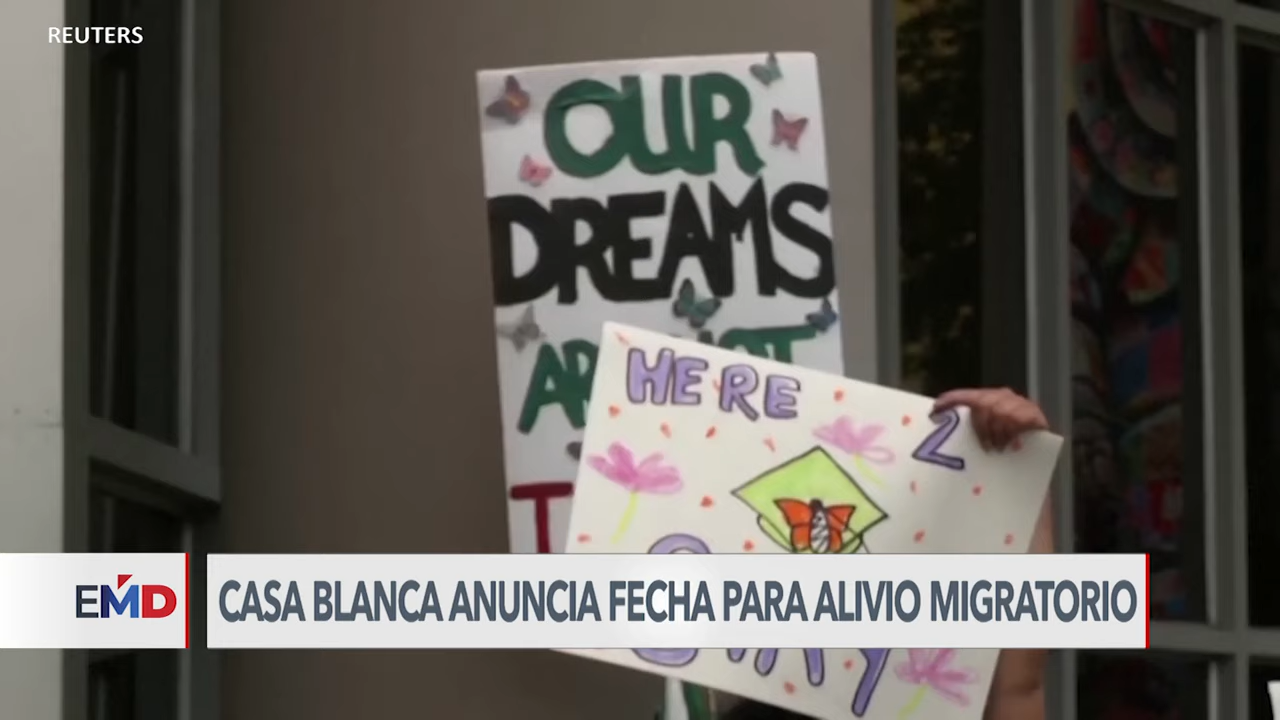 REUTERS
OUR
DREAMS
HERE 2
EMD
CASA BLANCA ANUNCIA FECHA PARA ALIVIO MIGRATORIO